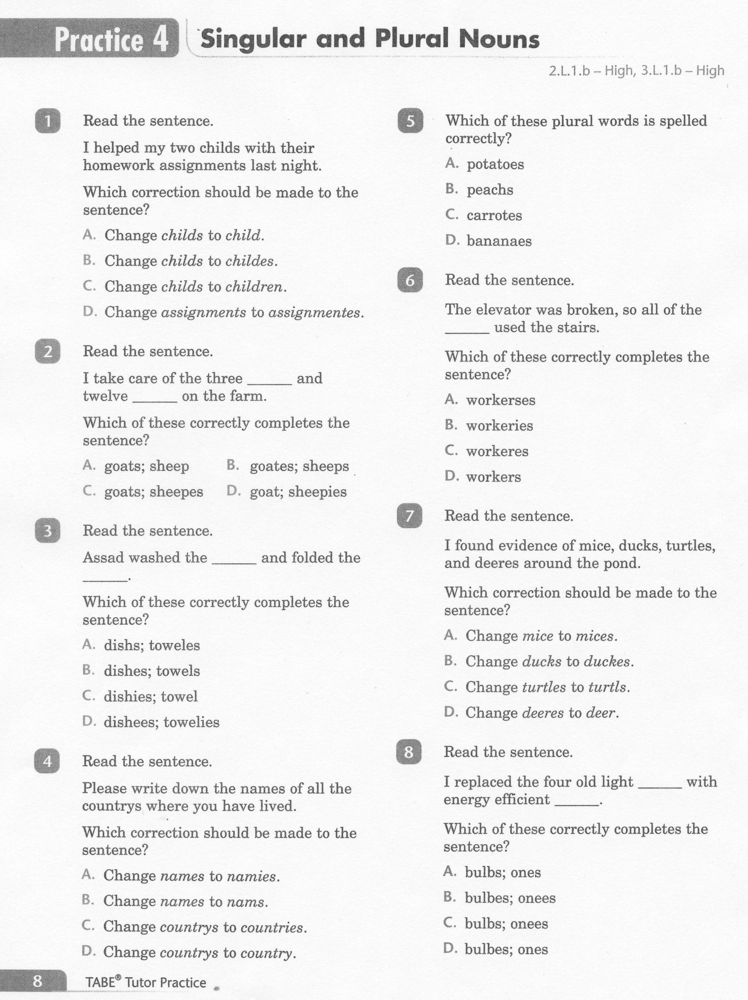 Practice 4
Singular and Plural Nouns
2.L.1.b – High, 3.L.1.b – High
1
Read the sentence.
I helped my two childs with their
homework assignments last night.
Which correction should be made to the
sentence?
A. Change childs to child.
B. Change childs to childes.
C. Change childs to children.
D. Change assignments to assignmentes.
2
Read the sentence.
I take care of the three ______ and
twelve ______ on the farm.
Which of these correctly completes the
sentence?
A. goats; sheep B. goates; sheeps
C. goats; sheepes D. goat; sheepies
3
Read the sentence.
Assad washed the ______ and folded the
______.
Which of these correctly completes the
sentence?
A. dishs; toweles
B. dishes; towels
C. dishies; towel
D. dishees; towelies
4
Read the sentence.
Please write down the names of all the
countrys where you have lived.
Which correction should be made to the
sentence?
A. Change names to namies.
B. Change names to nams.
C. Change countrys to countries.
D. Change countrys to country.
5
Which of these plural words is spelled
correctly?
A. potatoes
B. peachs
C. carrotes
D. bananaes
6
Read the sentence.
The elevator was broken, so all of the
______ used the stairs.
Which of these correctly completes the
sentence?
A. workerses
B. workeries
C. workeres
D. workers
7
Read the sentence.
I found evidence of mice, ducks, turtles,
and deeres around the pond.
Which correction should be made to the
sentence?
A. Change mice to mices.
B. Change ducks to duckes.
C. Change turtles to turtls.
D. Change deeres to deer.
8
Read the sentence.
I replaced the four old light ______ with
energy efficient ______.
Which of these correctly completes the
sentence?
A. bulbs; ones
B. bulbes; onees
C. bulbs; onees
D. bulbes; ones
8
TABE® Tutor Practice